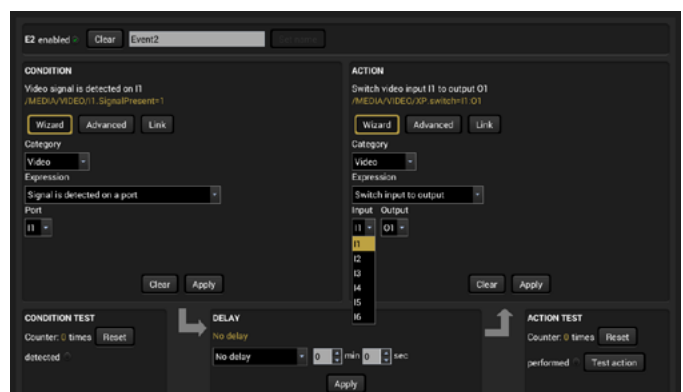 E2 enabled Clear Event2 Set name
CONDITION
Video signal is detected on I1
/MEDIA/VIDEO/I1.SignalPresent=1
Wizard Advanced Link
Category
Video
Expression
Signal is detected on a port
Port
I1
Clear Apply
ACTION
Switch video input I1 to output O1
/MEDIA/VIDEO/XP.switch=I1:O1
Wizard Advanced Link
Category
Video
Expression
Switch input to output
Input Output
I1 O1
I1
I2
I3
I4
I5
I6
Clear Apply
CONDITION TEST
Counter: 0 times Reset
detected
DELAY
No delay
No delay 0 min 0 sec
Apply
ACTION TEST
Counter: 0 times Reset
performed Test action